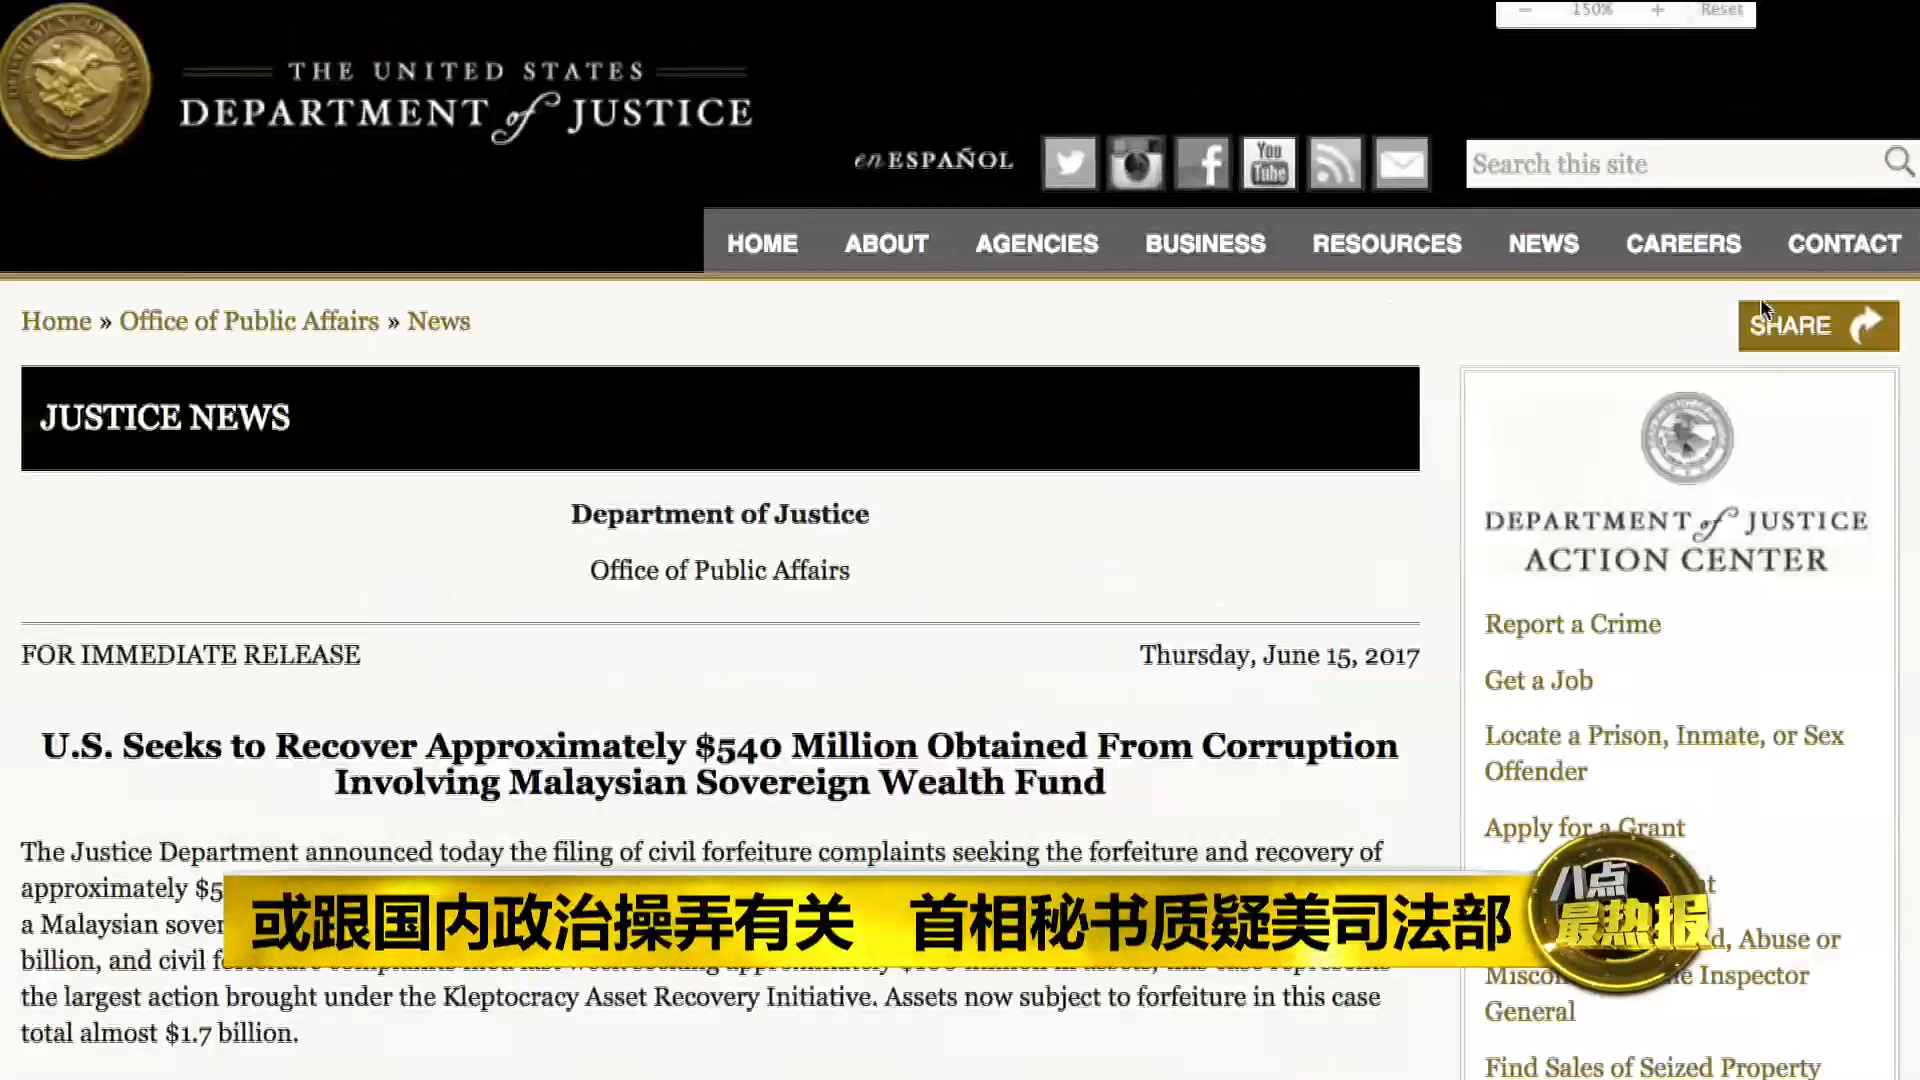 − 150% + Reset
THE UNITED STATES
DEPARTMENT of JUSTICE
en ESPAÑOL
You
Tube
Search this site
HOME ABOUT AGENCIES BUSINESS RESOURCES NEWS CAREERS CONTACT
Home » Office of Public Affairs » News
SHARE
JUSTICE NEWS
Department of Justice
Office of Public Affairs
FOR IMMEDIATE RELEASE Thursday, June 15, 2017
U.S. Seeks to Recover Approximately $540 Million Obtained From Corruption
Involving Malaysian Sovereign Wealth Fund
The Justice Department announced today the filing of civil forfeiture complaints seeking the forfeiture and recovery of
approximately
a Malaysian
billion, and civil
the largest action brought under the Kleptocracy Asset Recovery Initiative. Assets now subject to forfeiture in this case
total almost $1.7 billion.
或跟国内政治操弄有关 首相秘书质疑美司法部
八点
最热报
DEPARTMENT of JUSTICE
ACTION CENTER
Report a Crime
Get a Job
Locate a Prison, Inmate, or Sex
Offender
Apply for a Grant
Abuse or
Inspector
General
Find Sales of Seized Property